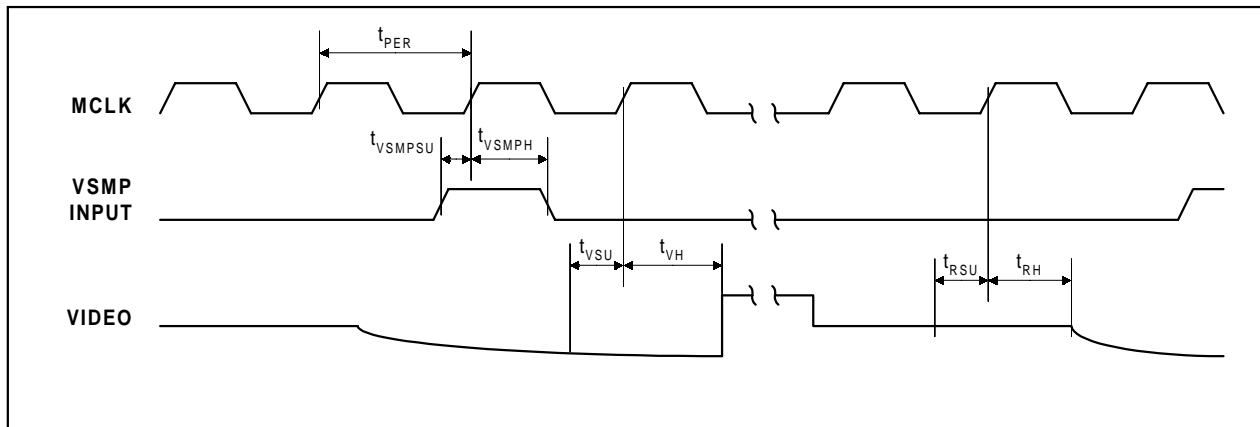 tPER
MCLK
tVSMPSU tVSMPH
VSMP
INPUT
tVSU tVH
tRSU tRH
VIDEO